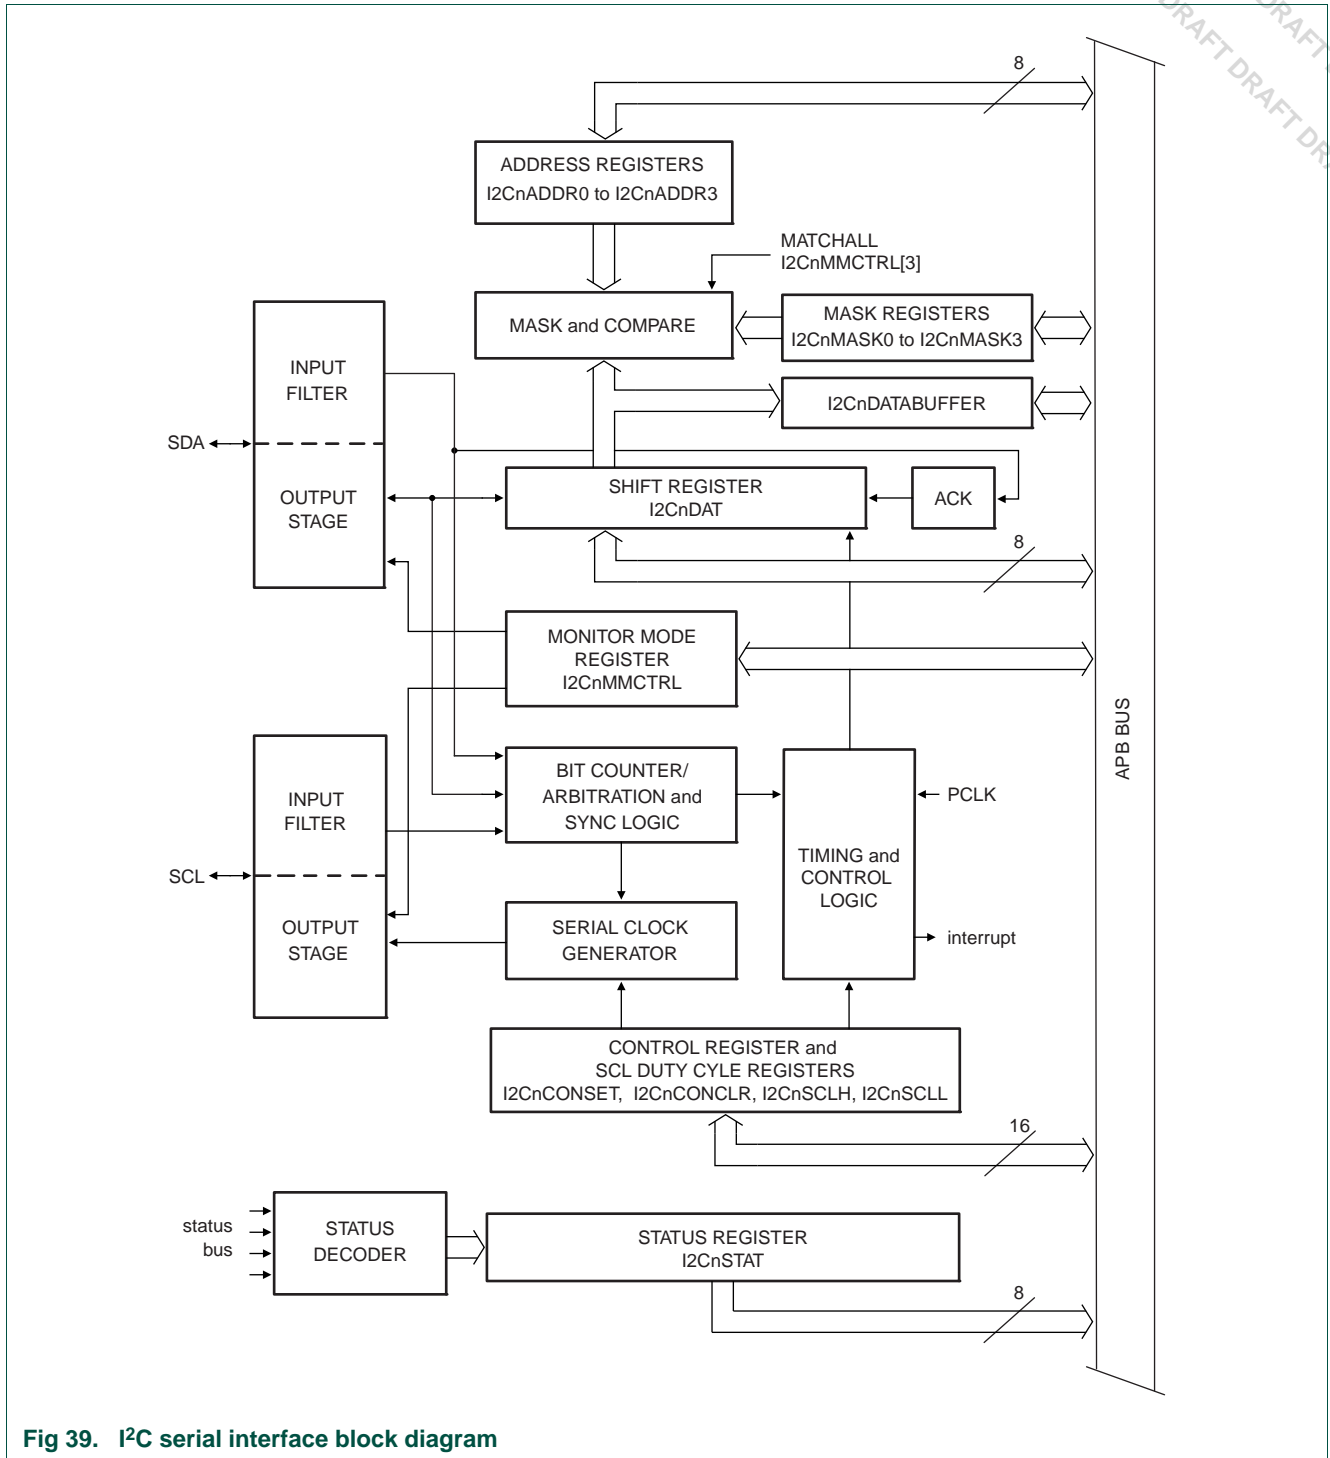 DRAFT DRAFT DRA
DRAFT
8
ADDRESS REGISTERS
I2CnADDR0 to I2CnADDR3
MATCHALL
I2CnMMCTRL[3]
MASK and COMPARE
MASK REGISTERS
I2CnMASK0 to I2CnMASK3
I2CnDATABUFFER
INPUT
FILTER
SDA
OUTPUT
STAGE
SHIFT REGISTER
I2CnDAT
ACK
8
MONITOR MODE
REGISTER
I2CnMMCTRL
APB BUS
INPUT
FILTER
SCL
OUTPUT
STAGE
BIT COUNTER/
ARBITRATION and
SYNC LOGIC
PCLK
TIMING and
CONTROL
LOGIC
SERIAL CLOCK
GENERATOR
interrupt
CONTROL REGISTER and
SCL DUTY CYLE REGISTERS
I2CnCONSET, I2CnCONCLR, I2CnSCLH, I2CnSCLL
16
status
bus
STATUS
DECODER
STATUS REGISTER
I2CnSTAT
8
Fig 39. I²C serial interface block diagram